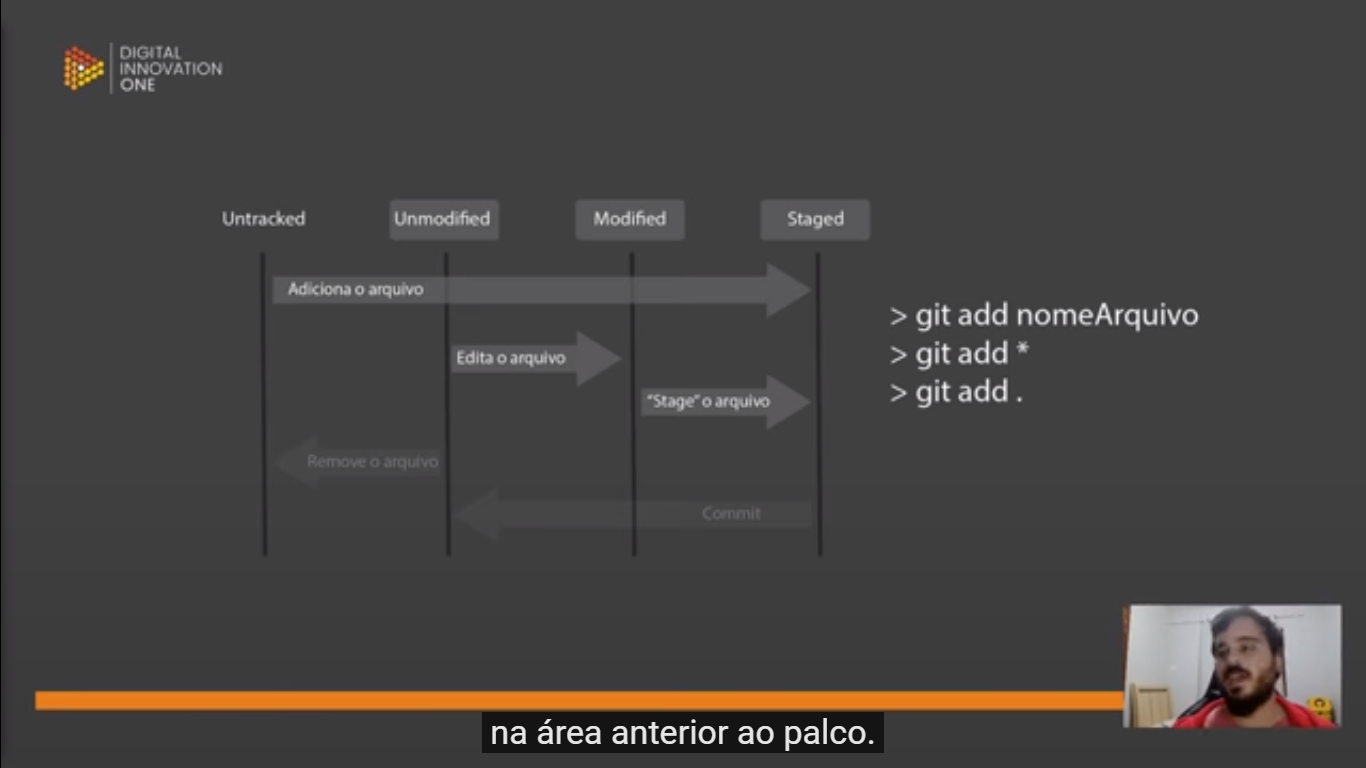 DIGITAL
INNOVATION
ONE
Untracked
Unmodified
Modified
Staged
Adiciona o arquivo
Edita o arquivo
"Stage" o arquivo
Remove o arquivo
Commit
> git add nomeArquivo
> git add *
> git add .
na área anterior ao palco.